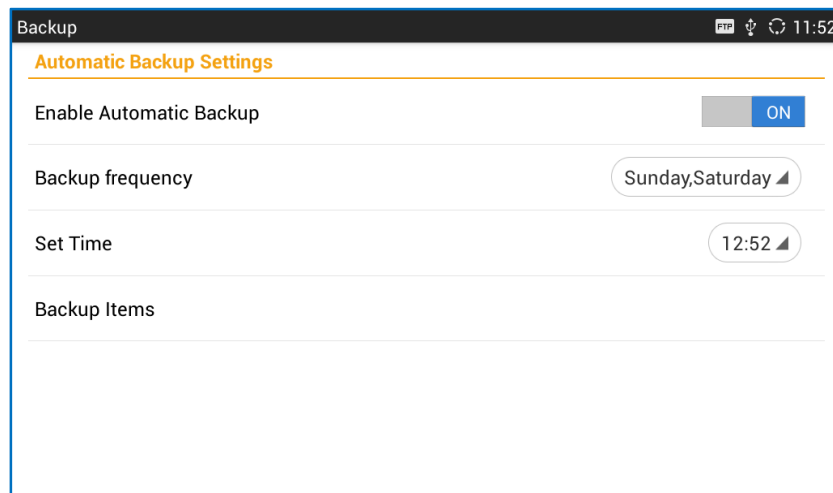 Backup FTP 11:52
Automatic Backup Settings
Enable Automatic Backup ON
Backup frequency Sunday,Saturday
Set Time 12:52
Backup Items